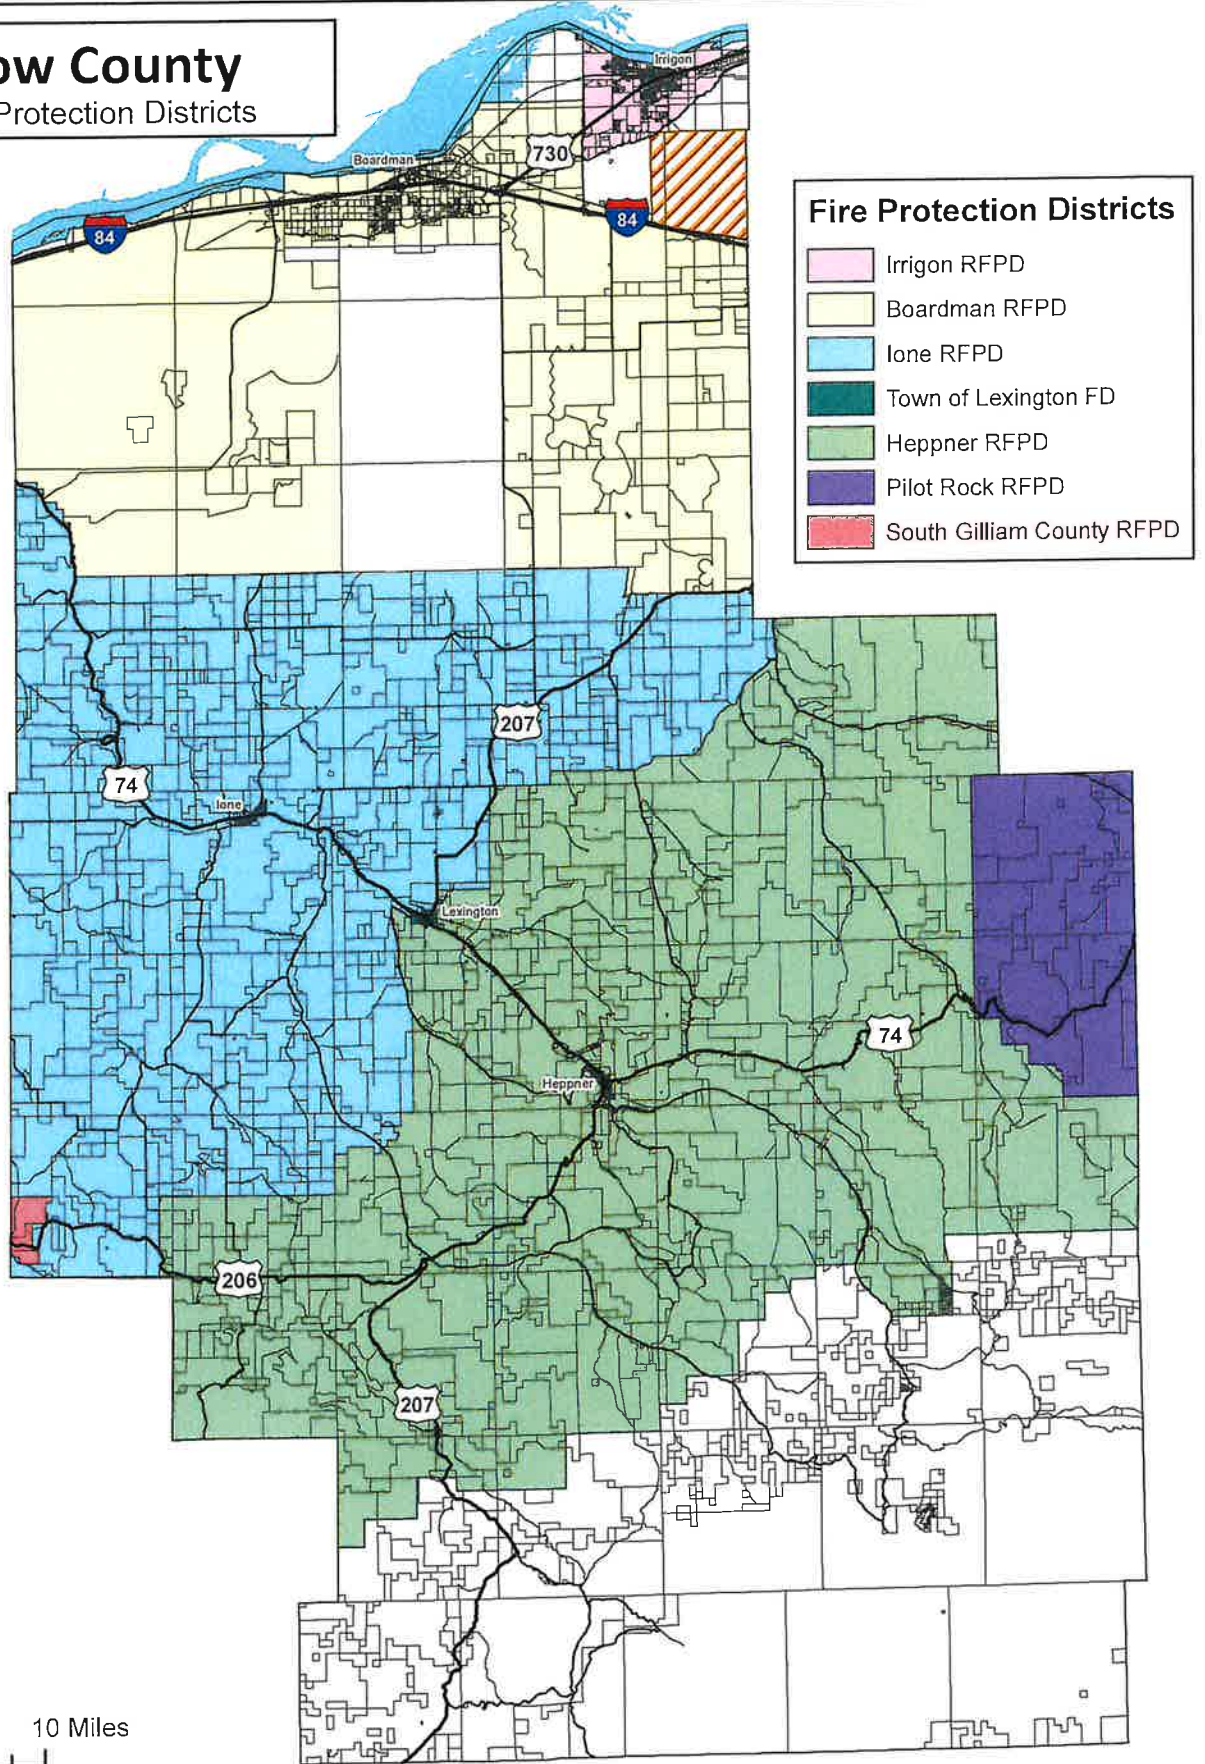 ow County
Protection Districts
Irrigon
730
Boardman
84
84
Fire Protection Districts
Irrigon RFPD
Boardman RFPD
Ione RFPD
Town of Lexington FD
Heppner RFPD
Pilot Rock RFPD
South Gilliam County RFPD
207
74
Ione
Lexington
74
Heppner
206
207
10 Miles